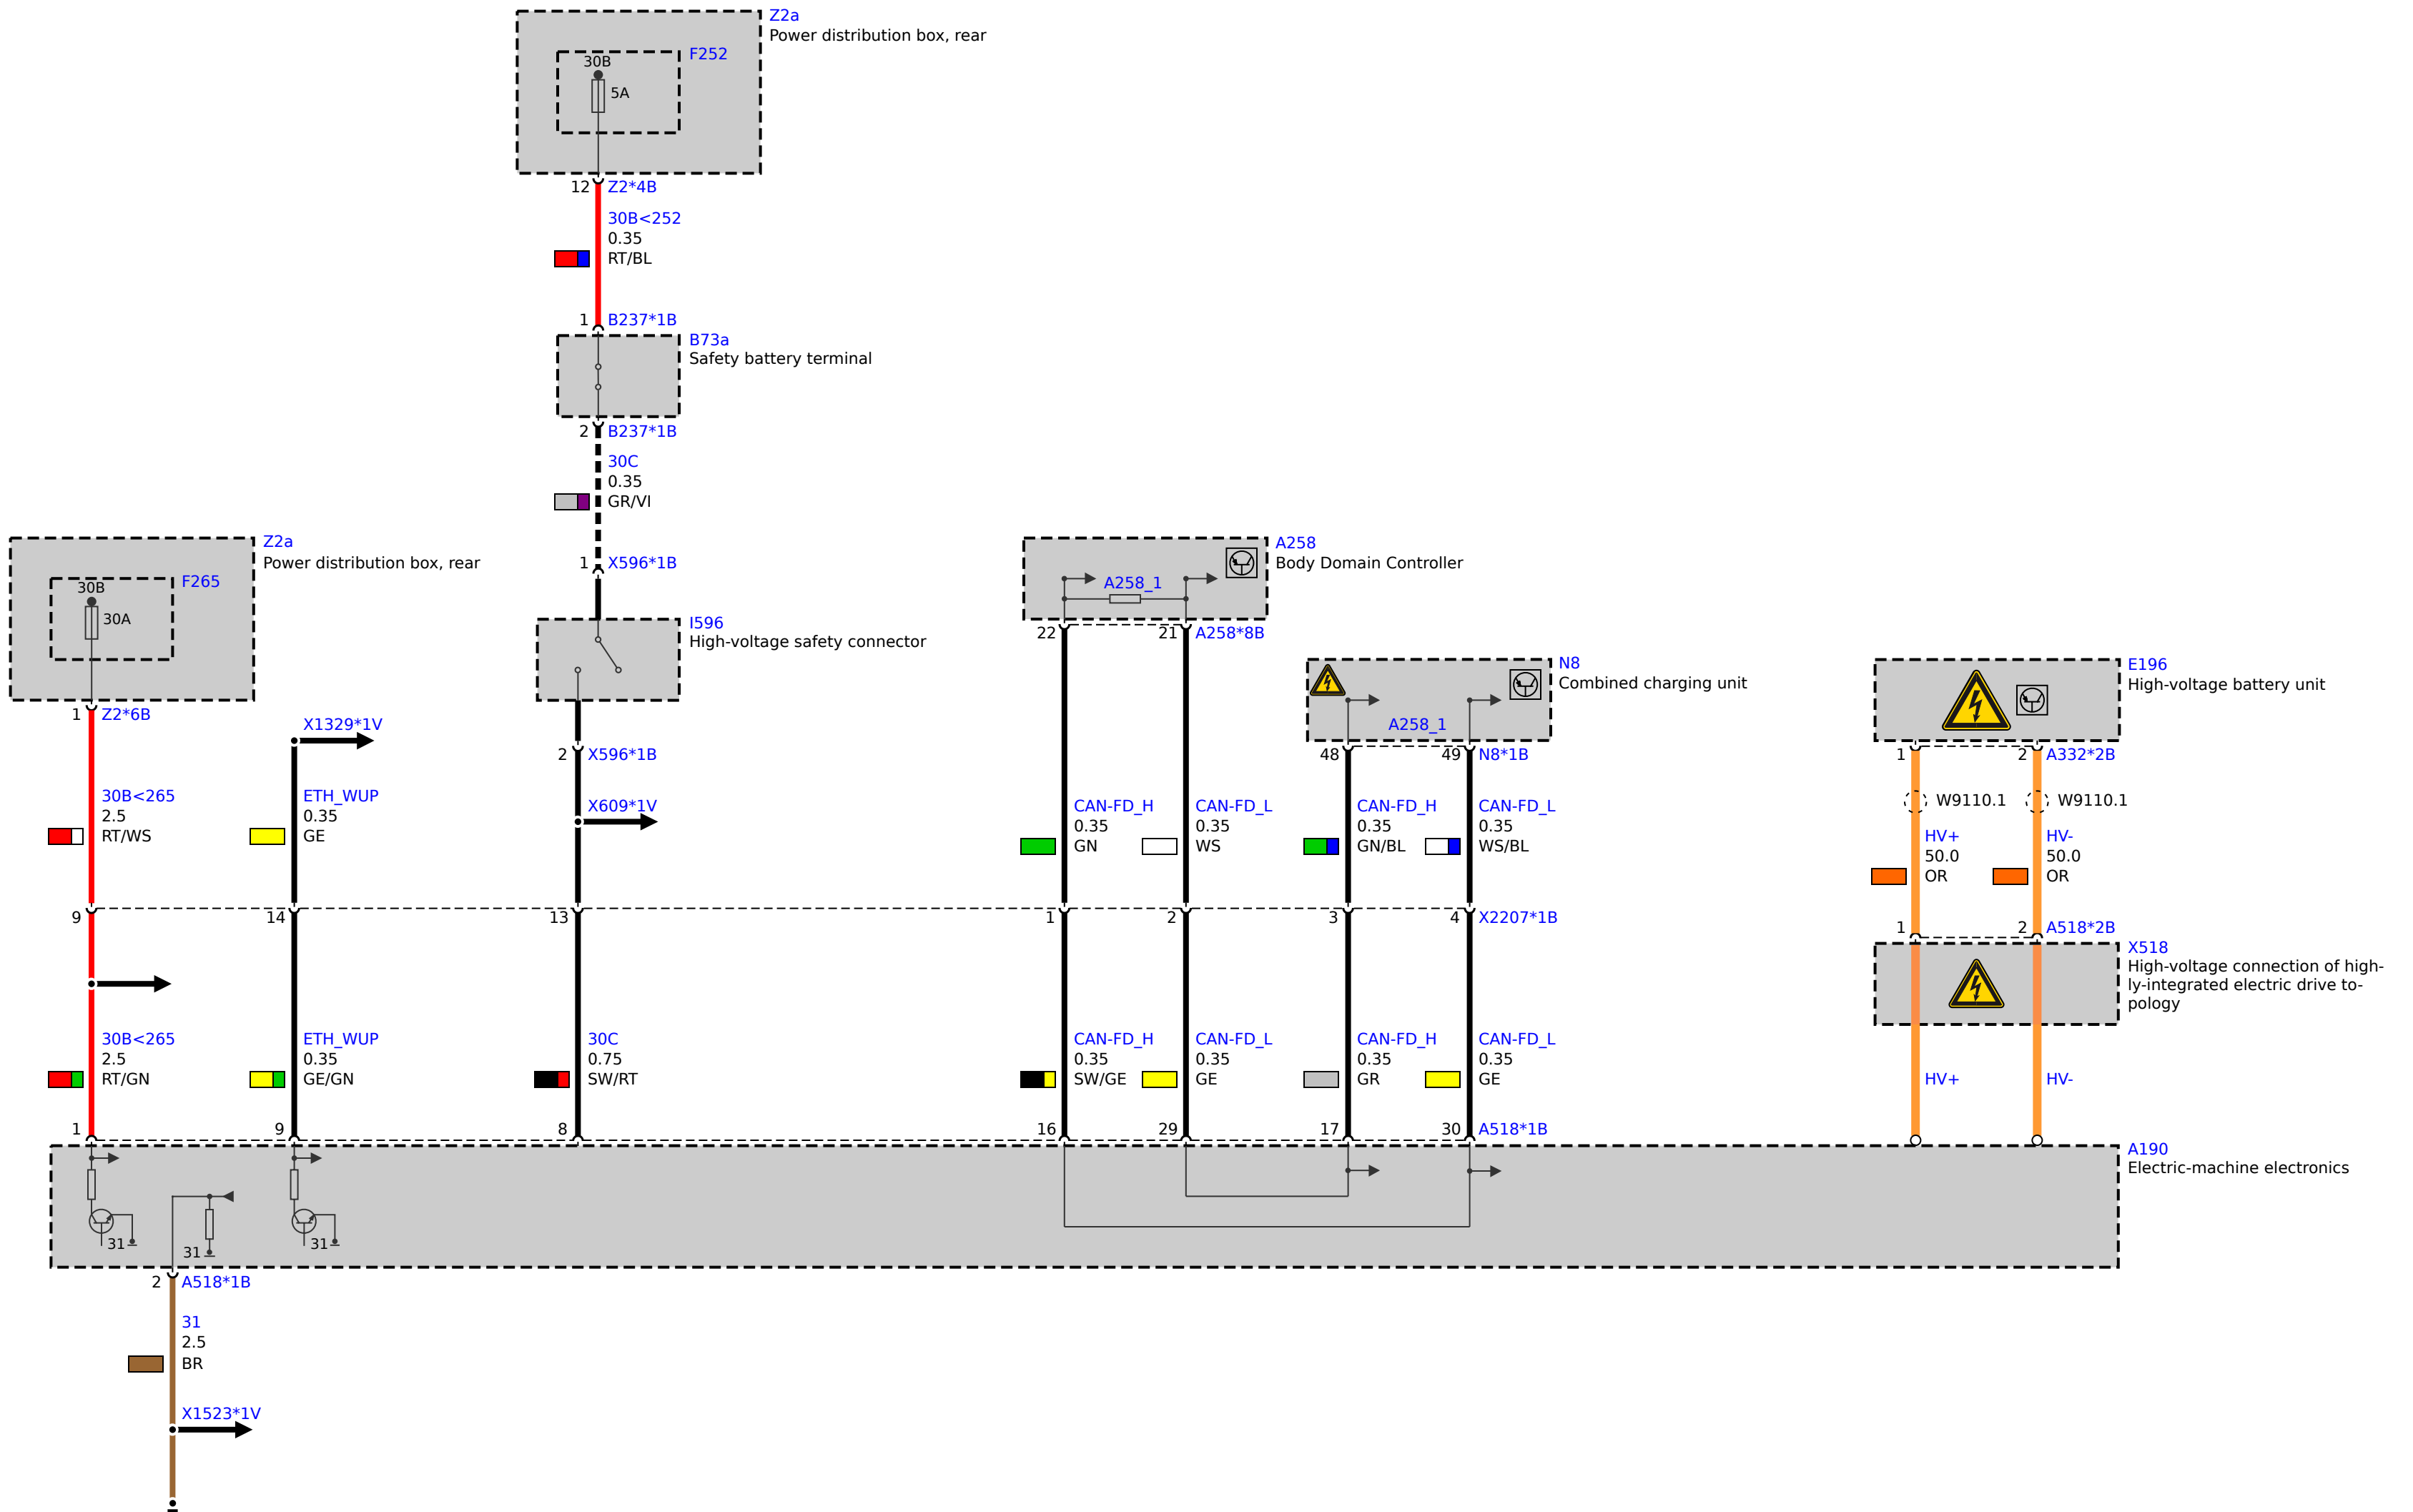 Z2a
Power distribution box, rear
F252
30B
5A
12 Z2*4B
30B<252
0.35
RT/BL
1 B237*1B
B73a
Safety battery terminal
2 B237*1B
30C
0.35
GR/VI
1 X596*1B
Z2a
Power distribution box, rear
F265
30B
30A
I596
High-voltage safety connector
A258
Body Domain Controller
A258_1
22 21 A258*8B
N8
Combined charging unit
A258_1
E196
High-voltage battery unit
1 Z2*6B
X1329*1V
2 X596*1B
48 49 N8*1B
1 2 A332*2B
30B<265
2.5
RT/WS
ETH_WUP
0.35
GE
X609*1V
CAN-FD_H
0.35
GN
CAN-FD_L
0.35
WS
CAN-FD_H
0.35
GN/BL
CAN-FD_L
0.35
WS/BL
W9110.1 W9110.1
HV+
50.0
OR
HV-
50.0
OR
9 14 13 1 2 3 4 X2207*1B
1 2 A518*2B
X518
High-voltage connection of high-
ly-integrated electric drive to-
pology
30B<265
2.5
RT/GN
ETH_WUP
0.35
GE/GN
30C
0.75
SW/RT
CAN-FD_H
0.35
SW/GE
CAN-FD_L
0.35
GE
CAN-FD_H
0.35
GR
CAN-FD_L
0.35
GE
HV+ HV-
1 9 8 16 29 17 30 A518*1B
A190
Electric-machine electronics
31 31 31
2 A518*1B
31
2.5
BR
X1523*1V